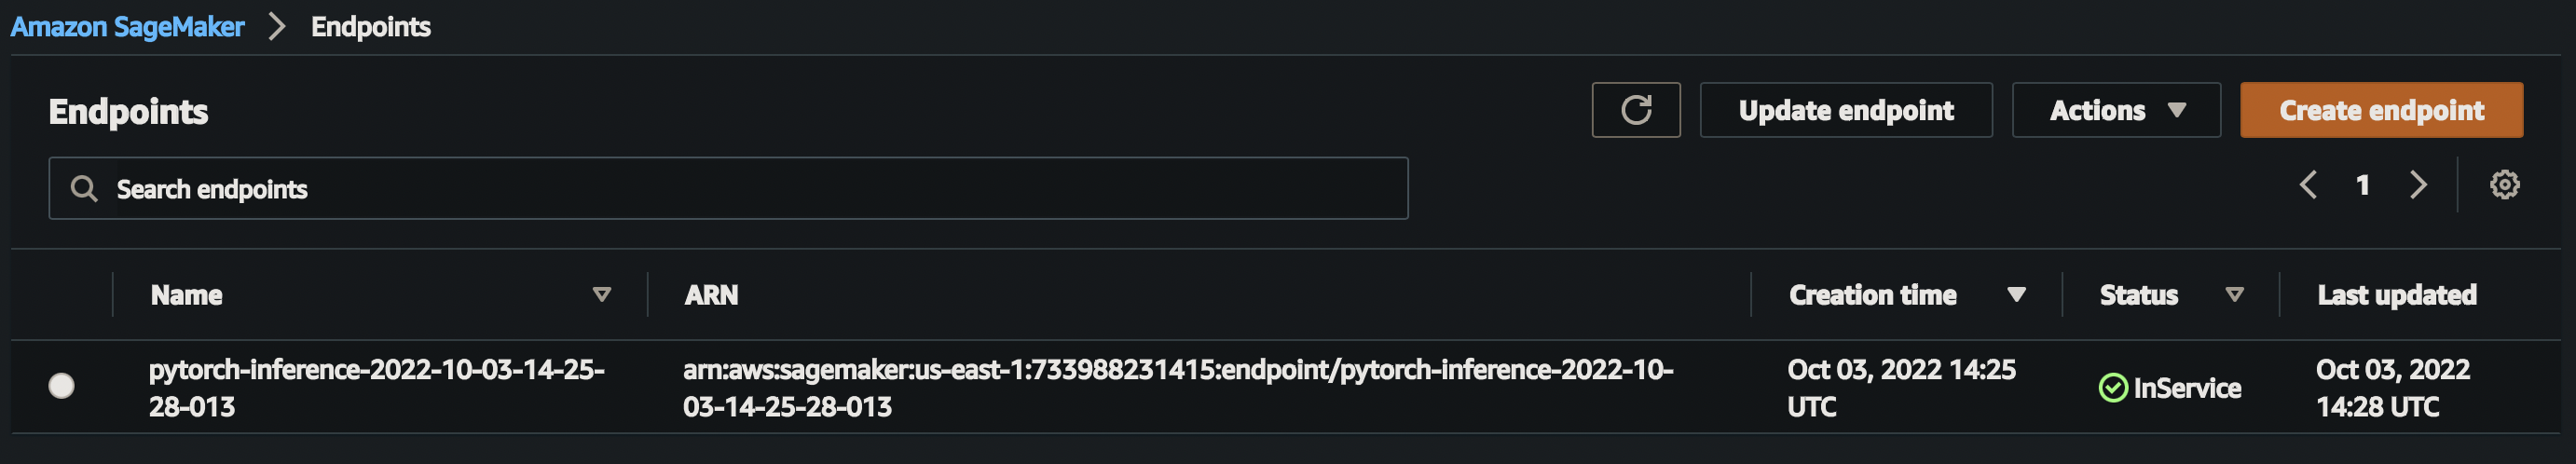 Amazon SageMaker > Endpoints
Endpoints
Update endpoint
Actions
Create endpoint
Search endpoints
1
Name
ARN
Creation time
Status
Last updated
pytorch-inference-2022-10-03-14-25-
28-013
arn:aws:sagemaker:us-east-1:733988231415:endpoint/pytorch-inference-2022-10-
03-14-25-28-013
Oct 03, 2022 14:25
UTC
InService
Oct 03, 2022
14:28 UTC